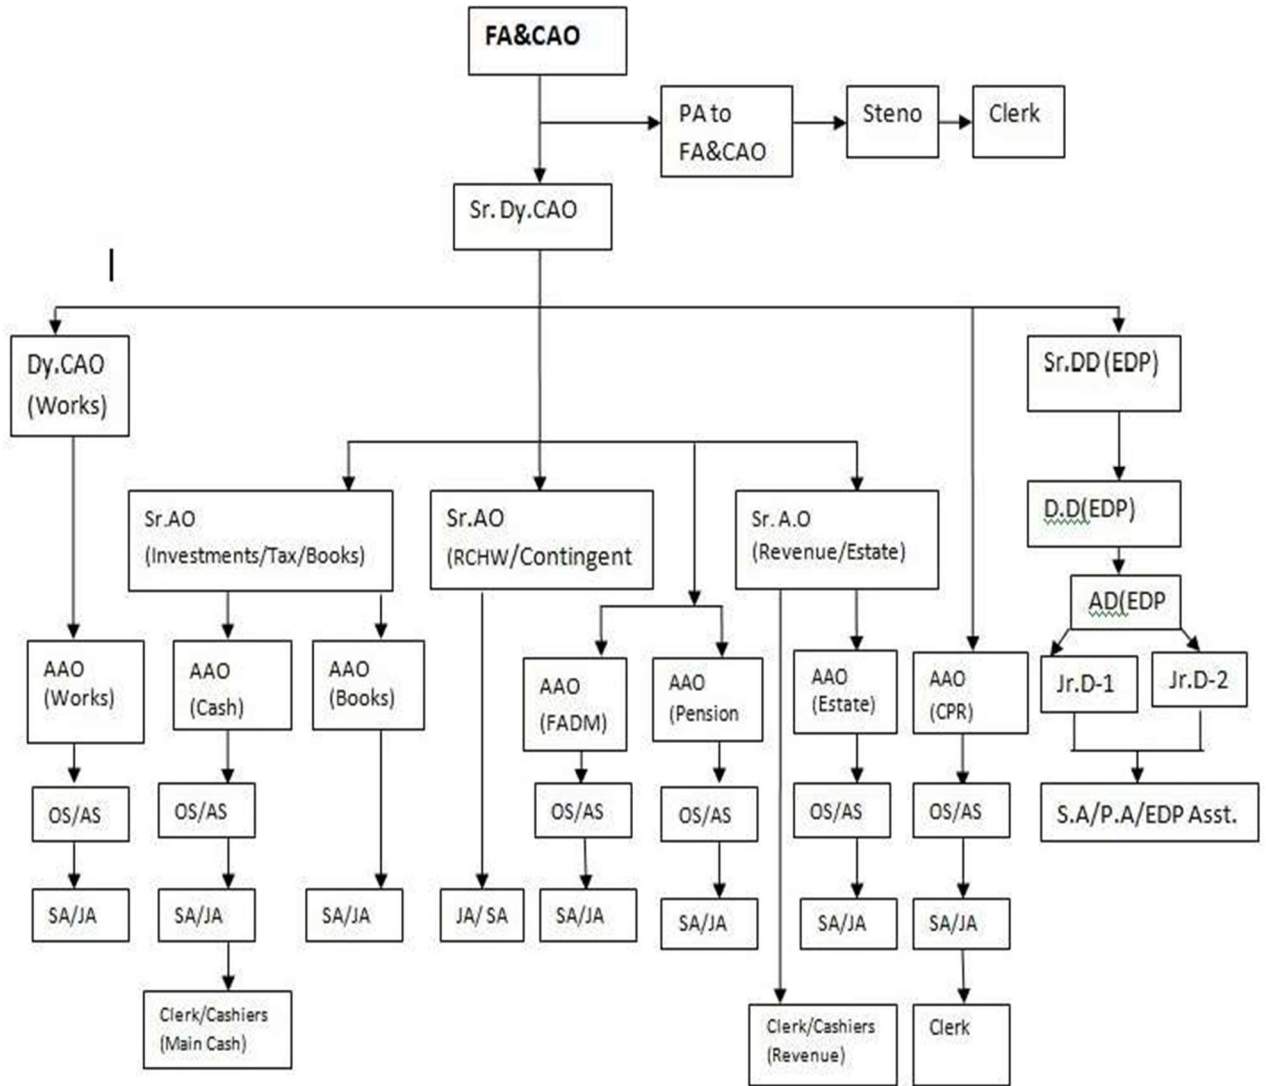 FA&CAO
PA to
FA&CAO
Steno
Clerk
Sr. Dy.CAO
Dy.CAO
(Works)
Sr.DD (EDP)
Sr.AO
(Investments/Tax/Books)
Sr.AO
(RCHW/Contingent
Sr. A.O
(Revenue/Estate)
D.D(EDP)
AD(EDP
AAO
(Works)
AAO
(Cash)
AAO
(Books)
AAO
(FADM)
AAO
(Pension
AAO
(Estate)
AAO
(CPR)
Jr.D-1
Jr.D-2
OS/AS
OS/AS
OS/AS
OS/AS
OS/AS
OS/AS
S.A/P.A/EDP Asst.
SA/JA
SA/JA
SA/JA
JA/ SA
SA/JA
SA/JA
SA/JA
SA/JA
Clerk/Cashiers
(Main Cash)
Clerk/Cashiers
(Revenue)
Clerk